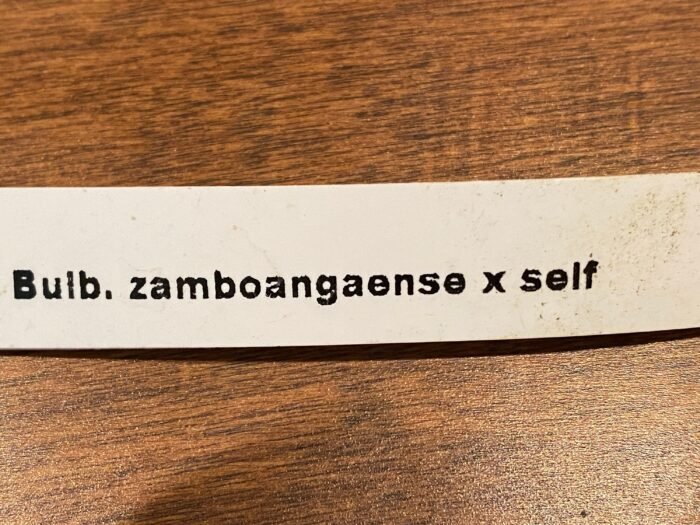 Bulb. zamboangaense x self